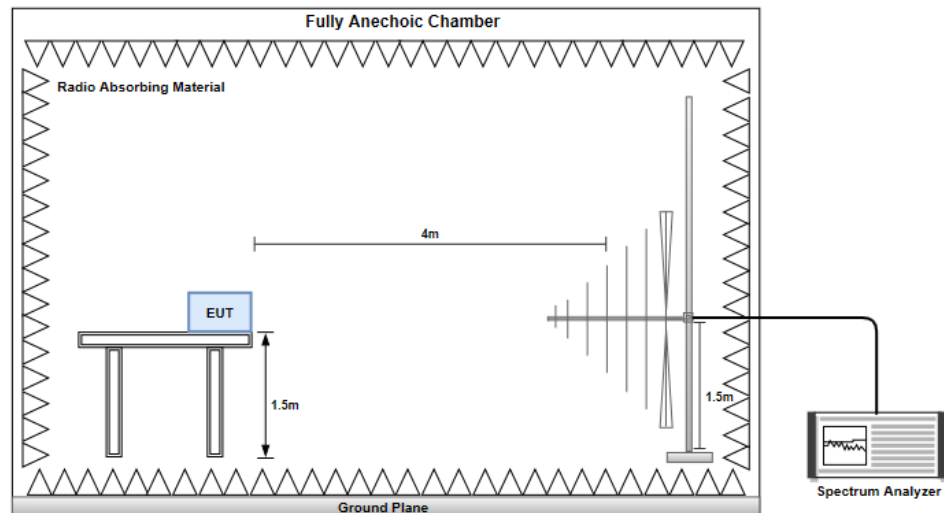 Fully Anechoic Chamber
Radio Absorbing Material
4m
EUT
1.5m
1.5m
Spectrum Analyzer
Ground Plane